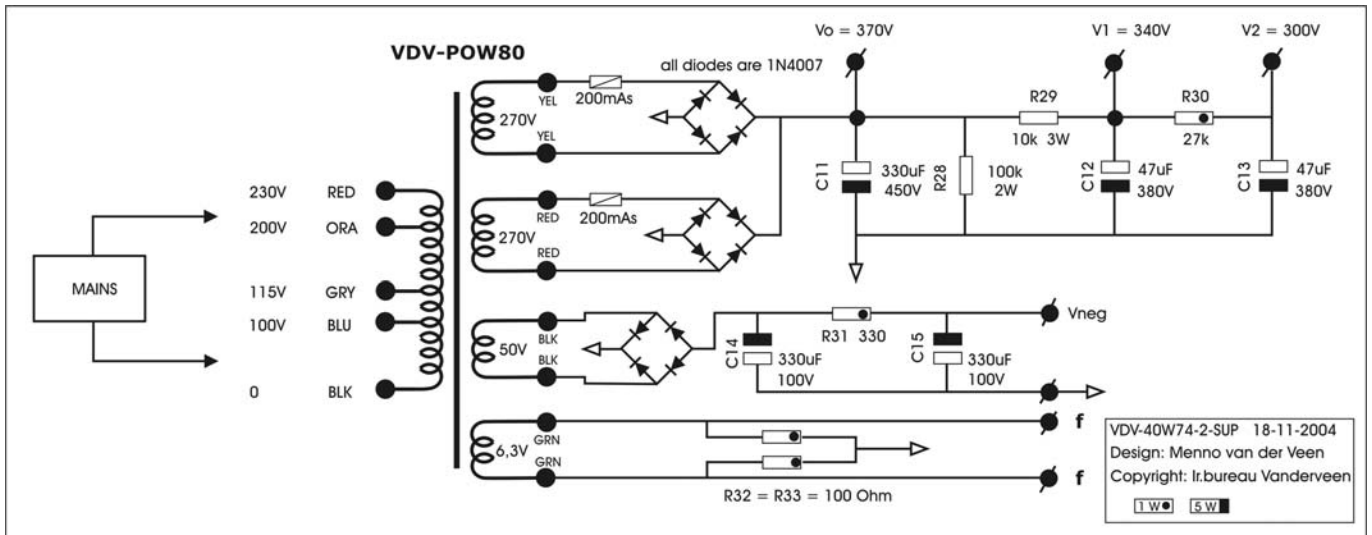 VDV-POW80
Vo = 370V
V1 = 340V
V2 = 300V
all diodes are 1N4007
YEL
200mAs
270V
YEL
R29
10k 3W
R30
27k
C11
330uF
450V
R28
100k
2W
C12
47uF
380V
C13
47uF
380V
RED
200mAs
270V
RED
230V RED
200V ORA
115V GRY
100V BLU
0 BLK
MAINS
BLK
50V
BLK
R31 330
Vneg
C14
330uF
100V
C15
330uF
100V
GRN
6,3V
GRN
f
f
R32 = R33 = 100 Ohm
VDV-40W74-2-SUP 18-11-2004
Design: Menno van der Veen
Copyright: Ir.bureau Vanderveen
1 W 5 W